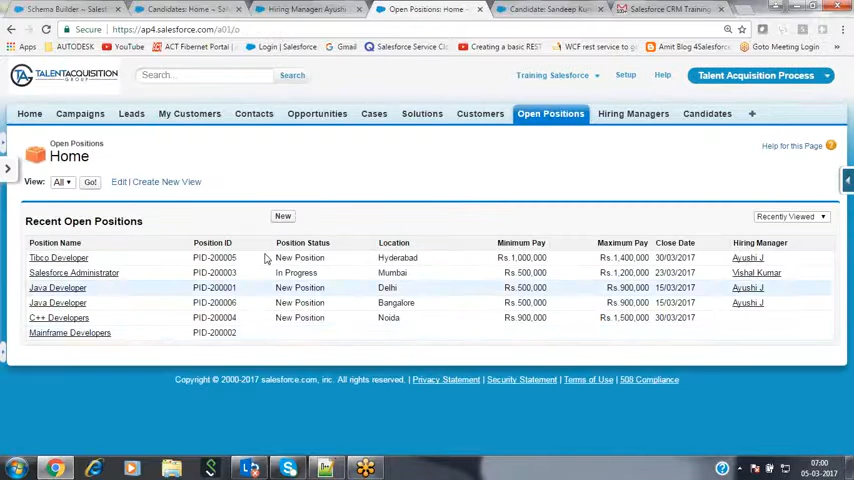 Schema Builder ~ Salesf
Candidates: Home ~ Sale
Hiring Manager: Ayushi
Open Positions: Home ~
Candidate: Sandeep Kum
Salesforce CRM Training
Secure
https://ap4.salesforce.com/a01/o
Apps
AUTODESK
YouTube
ACT Fibernet Portal
Login | Salesforce
Salesforce Service Clou
Creating a basic REST
WCF rest service to ge
Amit Blog 4Salesforce
Goto Meeting Login
TALENTACQUISITION
GROUP
Search...
Search
Training Salesforce
Setup
Help
Talent Acquisition Process
Home
Campaigns
Leads
My Customers
Contacts
Opportunities
Cases
Solutions
Customers
Open Positions
Hiring Managers
Candidates
+
Open Positions
Home
Help for this Page
View: All Go! Edit | Create New View
Recent Open Positions
New
Recently Viewed
Position Name Position ID Position Status Location Minimum Pay Maximum Pay Close Date Hiring Manager
Tibco Developer PID-200005 New Position Hyderabad Rs.1,000,000 Rs.1,400,000 30/03/2017 Ayushi J
Salesforce Administrator PID-200003 In Progress Mumbai Rs.500,000 Rs.1,200,000 23/03/2017 Vishal Kumar
Java Developer PID-200001 New Position Delhi Rs.500,000 Rs.900,000 15/03/2017 Ayushi J
Java Developer PID-200006 New Position Bangalore Rs.500,000 Rs.900,000 15/03/2017 Ayushi J
C++ Developers PID-200004 New Position Noida Rs.900,000 Rs.1,500,000 30/03/2017
Mainframe Developers PID-200002
Copyright © 2000-2017 salesforce.com, inc. All rights reserved. | Privacy Statement | Security Statement | Terms of Use | 508 Compliance
07:00
05-03-2017